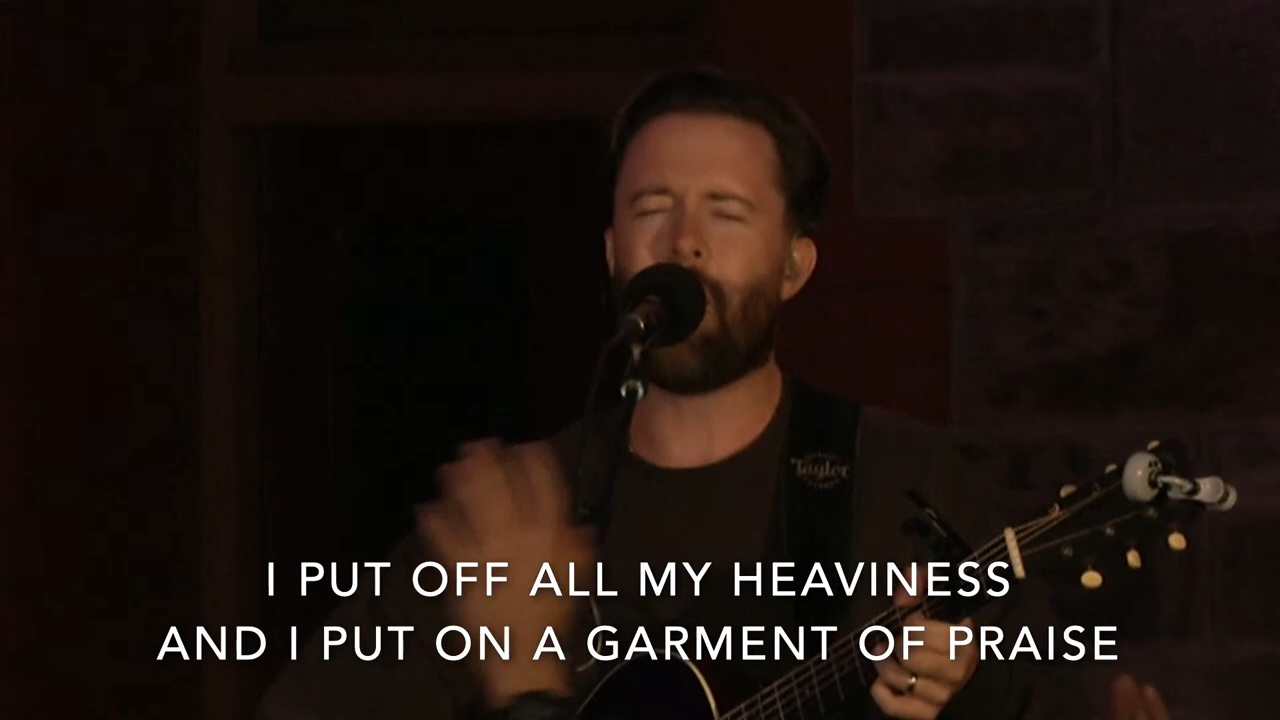 Taylor
I PUT OFF ALL MY HEAVINESS
AND I PUT ON A GARMENT OF PRAISE